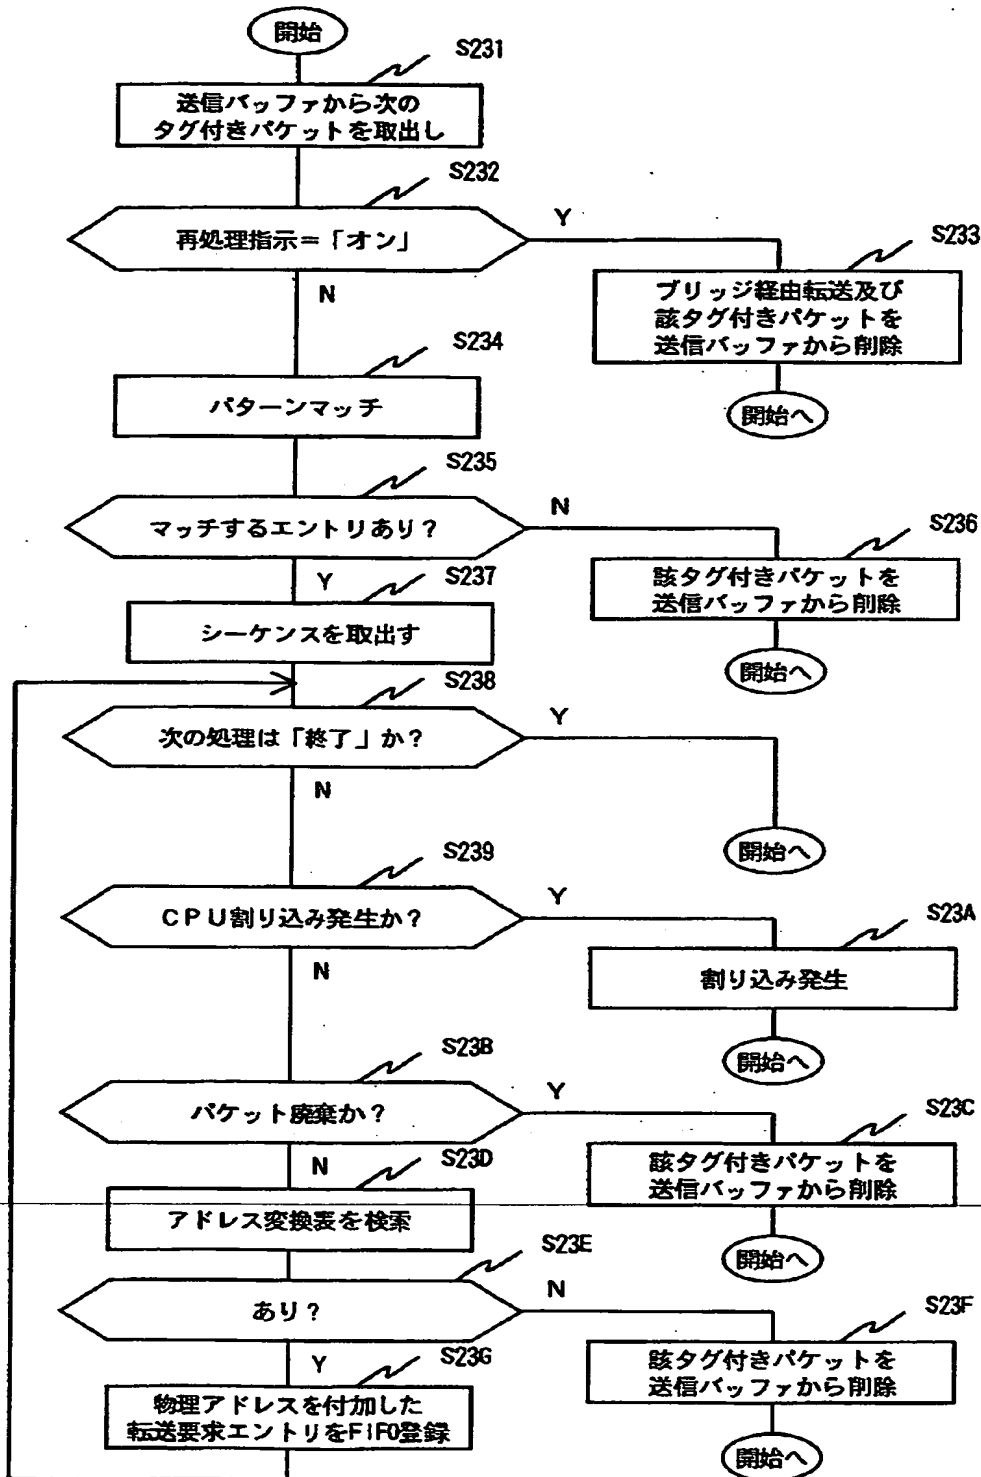 開始
S231
送信バッファから次の
タグ付きパケットを取出し
S232
再処理指示=「オン」
Y
N
S233
ブリッジ経由転送及び
該タグ付きパケットを
送信バッファから削除
開始へ
S234
パターンマッチ
S235
マッチするエントリあり?
N
Y
S236
該タグ付きパケットを
送信バッファから削除
開始へ
S237
シーケンスを取出す
S238
次の処理は「終了」か?
Y
N
開始へ
S239
CPU割り込み発生か?
Y
N
S23A
割り込み発生
開始へ
S23B
パケット廃棄か?
Y
N
S23C
該タグ付きパケットを
送信バッファから削除
開始へ
S23D
アドレス変換表を検索
S23E
あり?
N
Y
S23F
該タグ付きパケットを
送信バッファから削除
開始へ
S23G
物理アドレスを付加した
転送要求エントリをFIFO登録